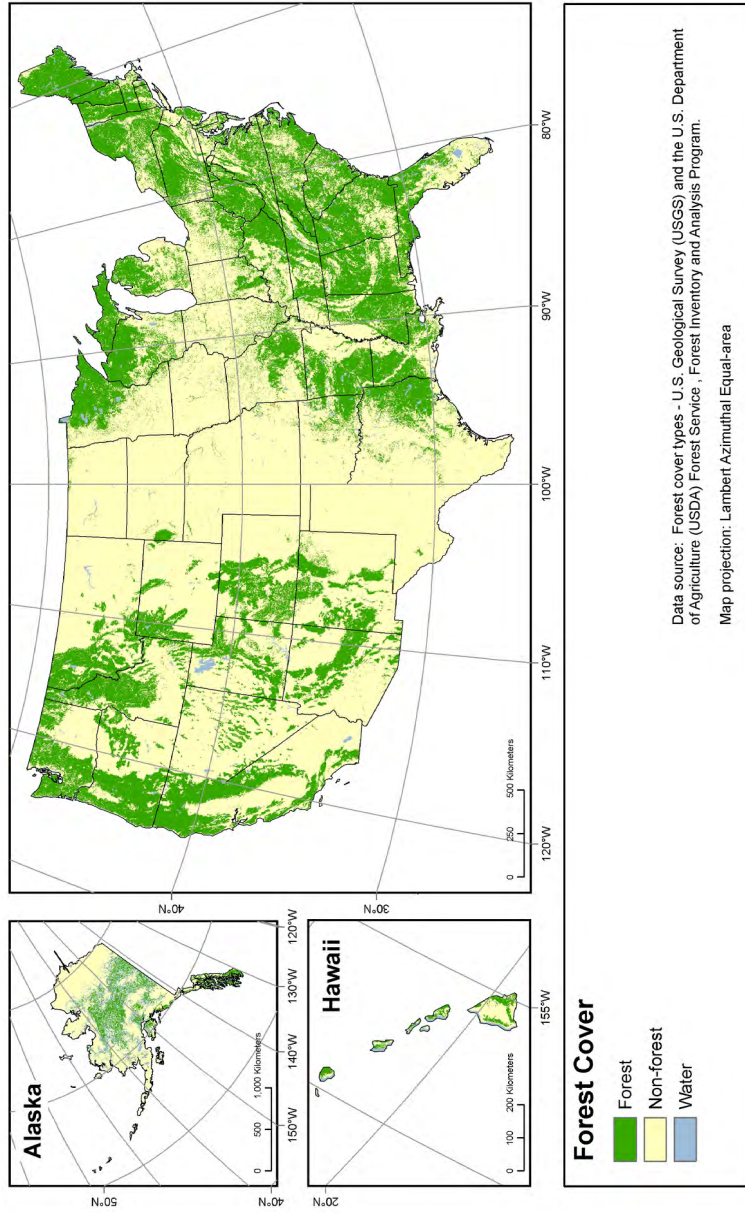 Alaska
50°N
40°N
150°W
140°W
130°W
120°W
0 500 1,000 Kilometers
Hawaii
20°N
155°W
0 100 200 Kilometers
40°N
30°N
120°W
110°W
100°W
90°W
80°W
0 250 500 Kilometers
Forest Cover
Forest
Non-forest
Water
Data source: Forest cover types - U.S. Geological Survey (USGS) and the U.S. Department
of Agriculture (USDA) Forest Service , Forest Inventory and Analysis Program.
Map projection: Lambert Azimuthal Equal-area